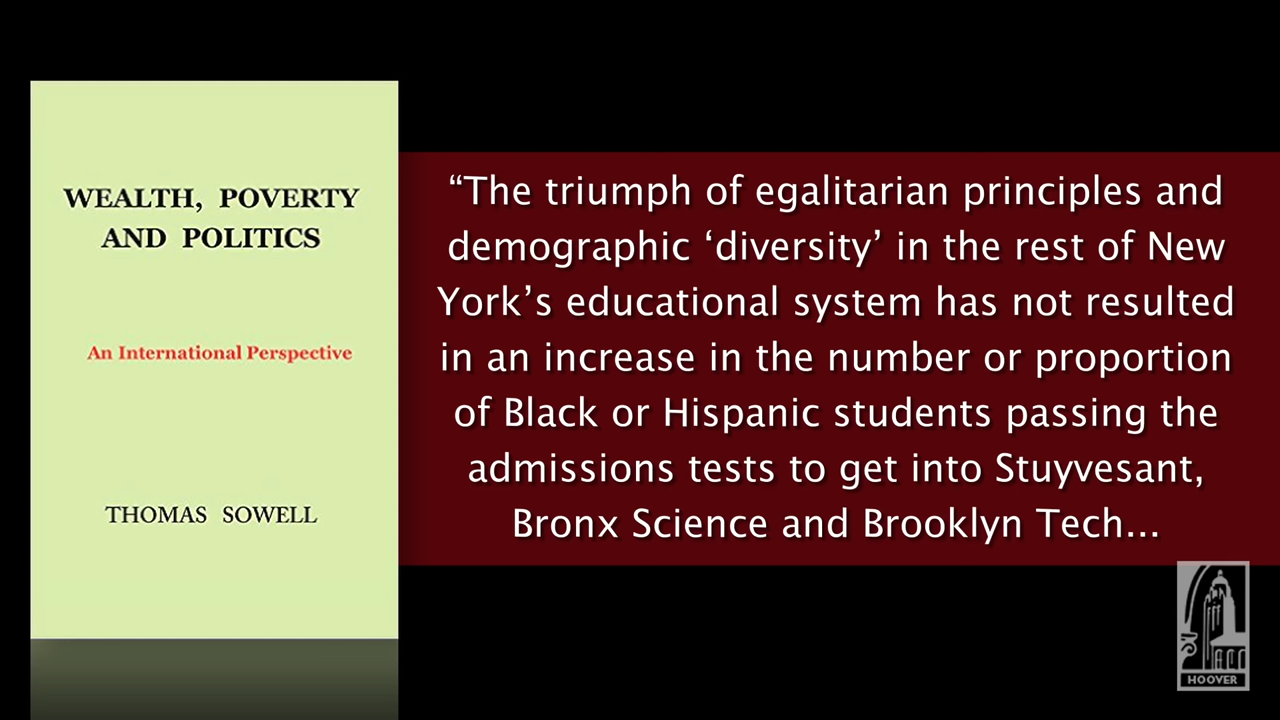 WEALTH, POVERTY
AND POLITICS
An International Perspective
THOMAS SOWELL
“The triumph of egalitarian principles and
demographic ‘diversity’ in the rest of New
York’s educational system has not resulted
in an increase in the number or proportion
of Black or Hispanic students passing the
admissions tests to get into Stuyvesant,
Bronx Science and Brooklyn Tech...
HOOVER